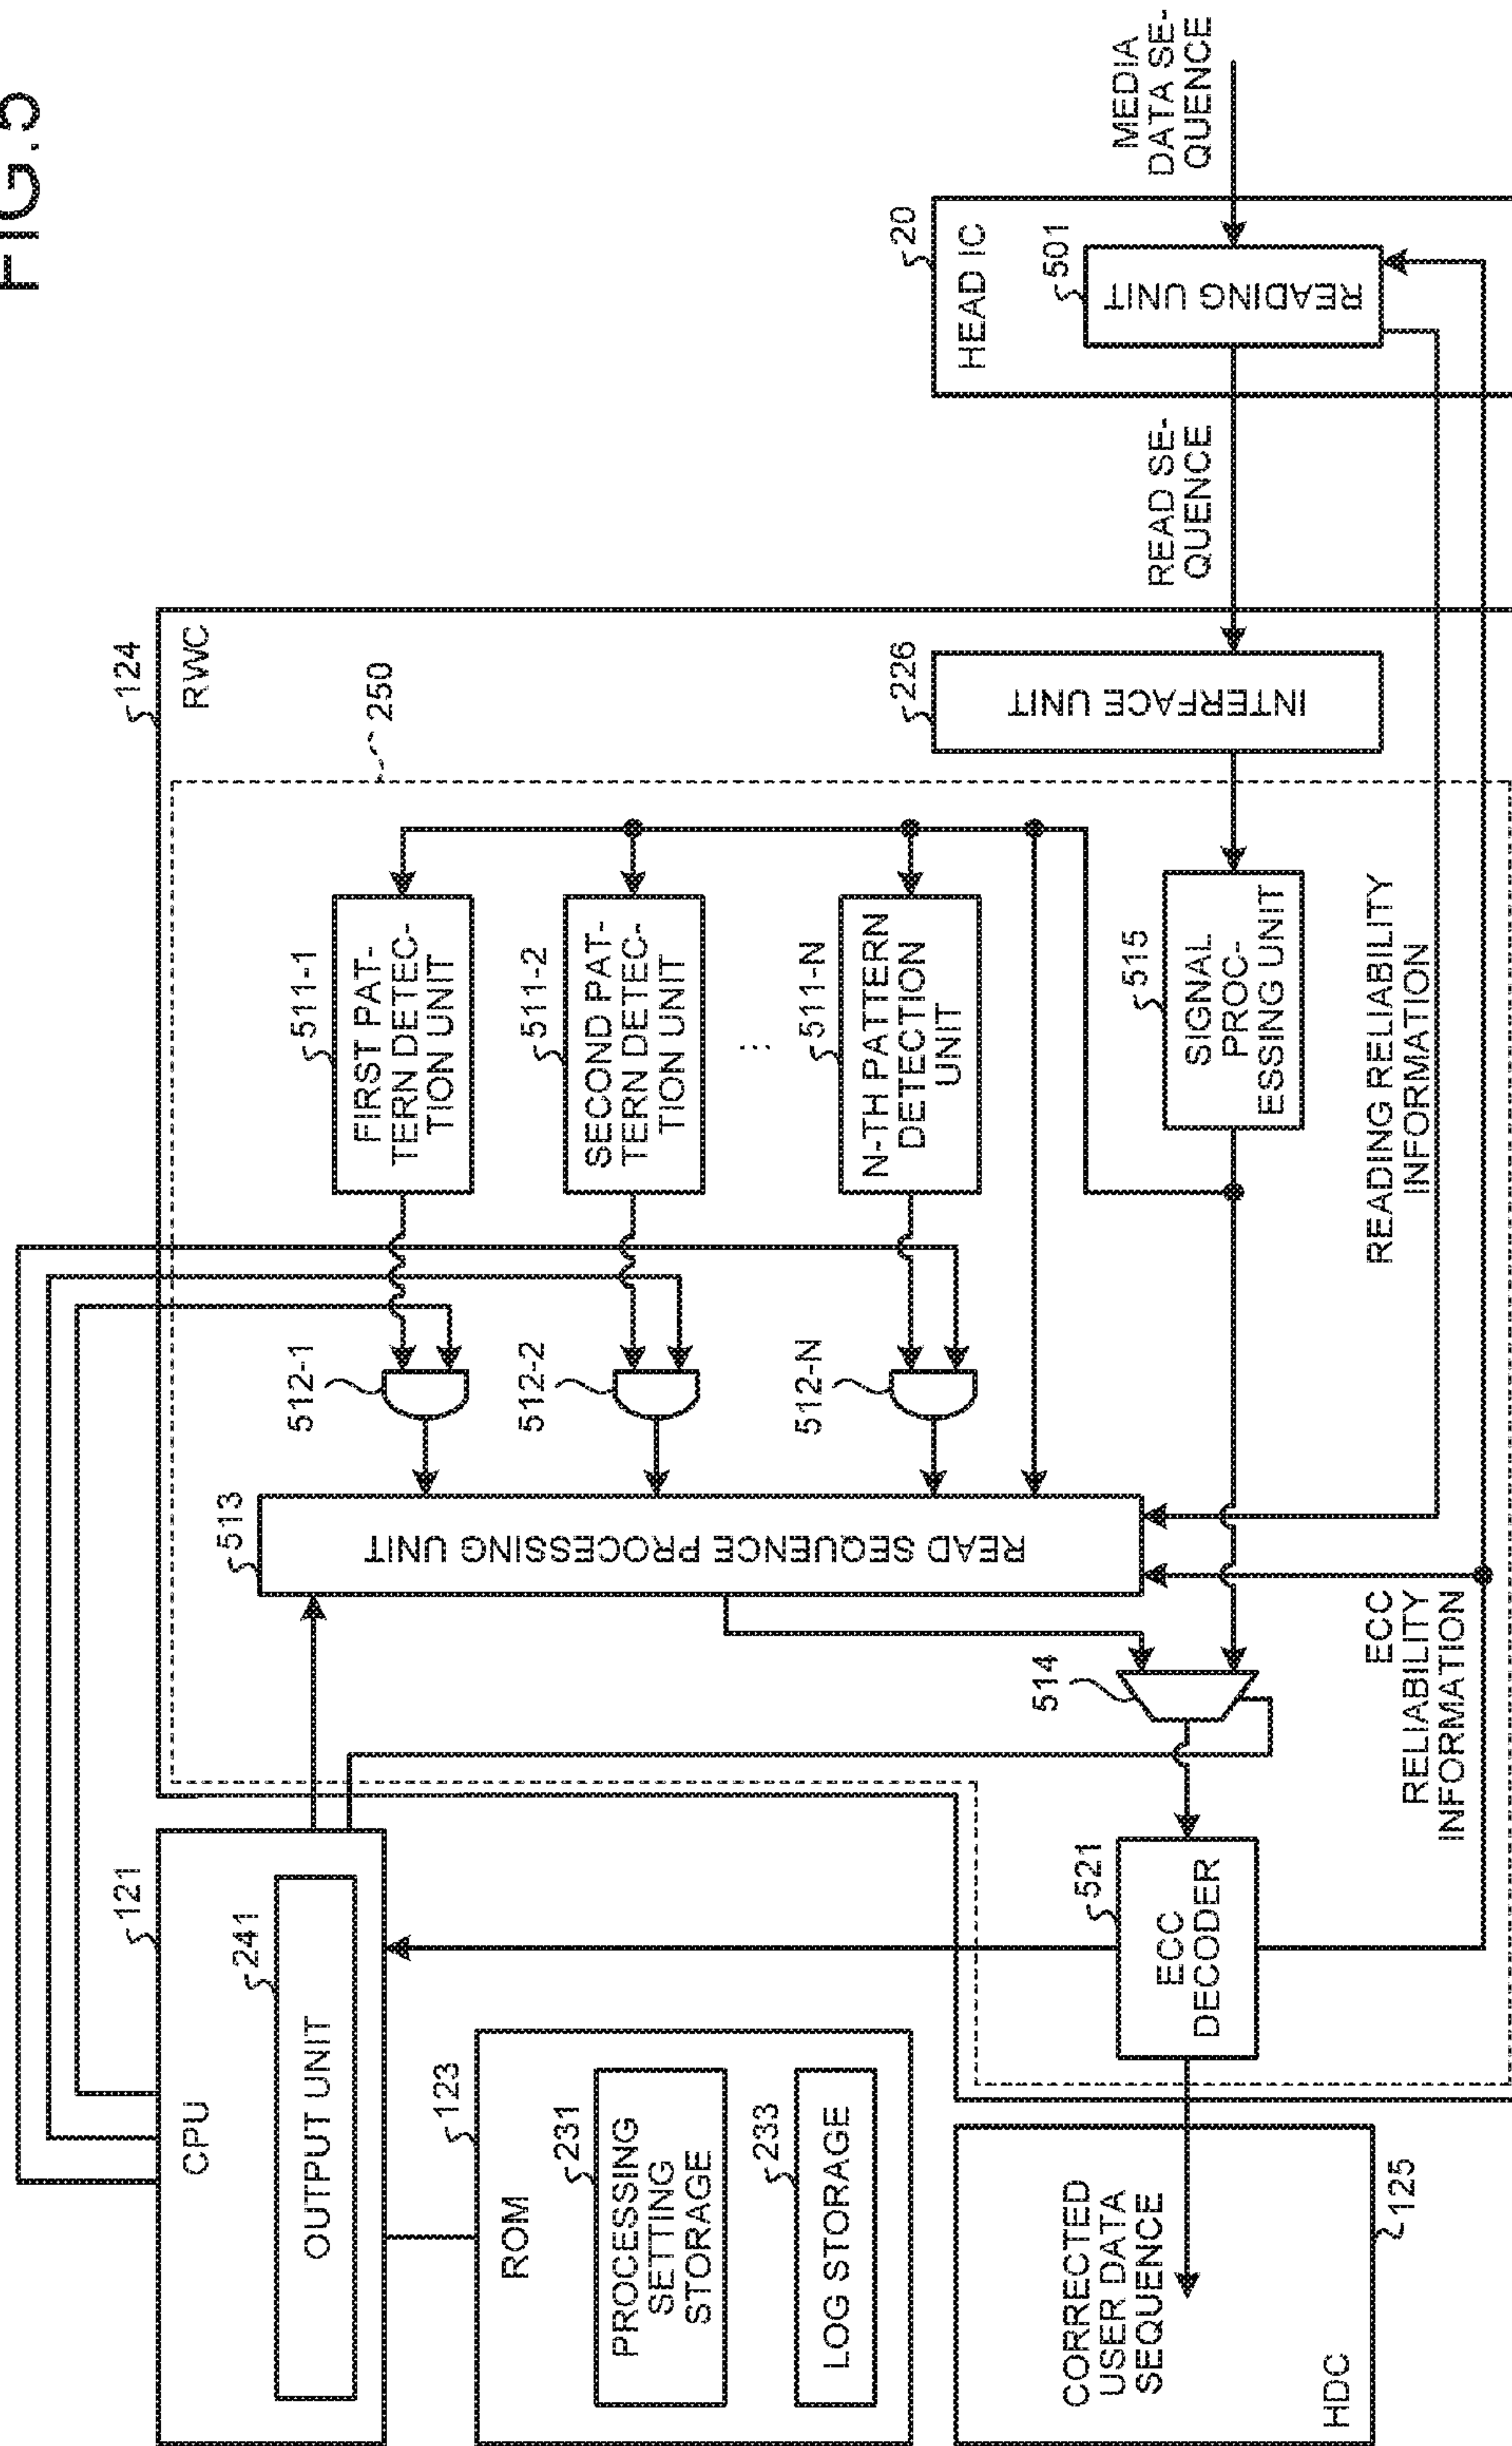 FIG.5
121
CPU
241
OUTPUT UNIT
123
ROM
231
PROCESSING
SETTING
STORAGE
233
LOG STORAGE
CORRECTED
USER DATA
SEQUENCE
HDC
125
124
RWC
250
513
READ SEQUENCE PROCESSING UNIT
512-1
512-2
512-N
511-1
FIRST PAT-
TERN DETEC-
TION UNIT
511-2
SECOND PAT-
TERN DETEC-
TION UNIT
:
511-N
N-TH PATTERN
DETECTION
UNIT
514
521
ECC
DECODER
515
SIGNAL
PROC-
ESSING UNIT
226
INTERFACE UNIT
ECC
RELIABILITY
INFORMATION
READING RELIABILITY
INFORMATION
READ SE-
QUENCE
20
HEAD IC
501
READING UNIT
MEDIA
DATA SE-
QUENCE